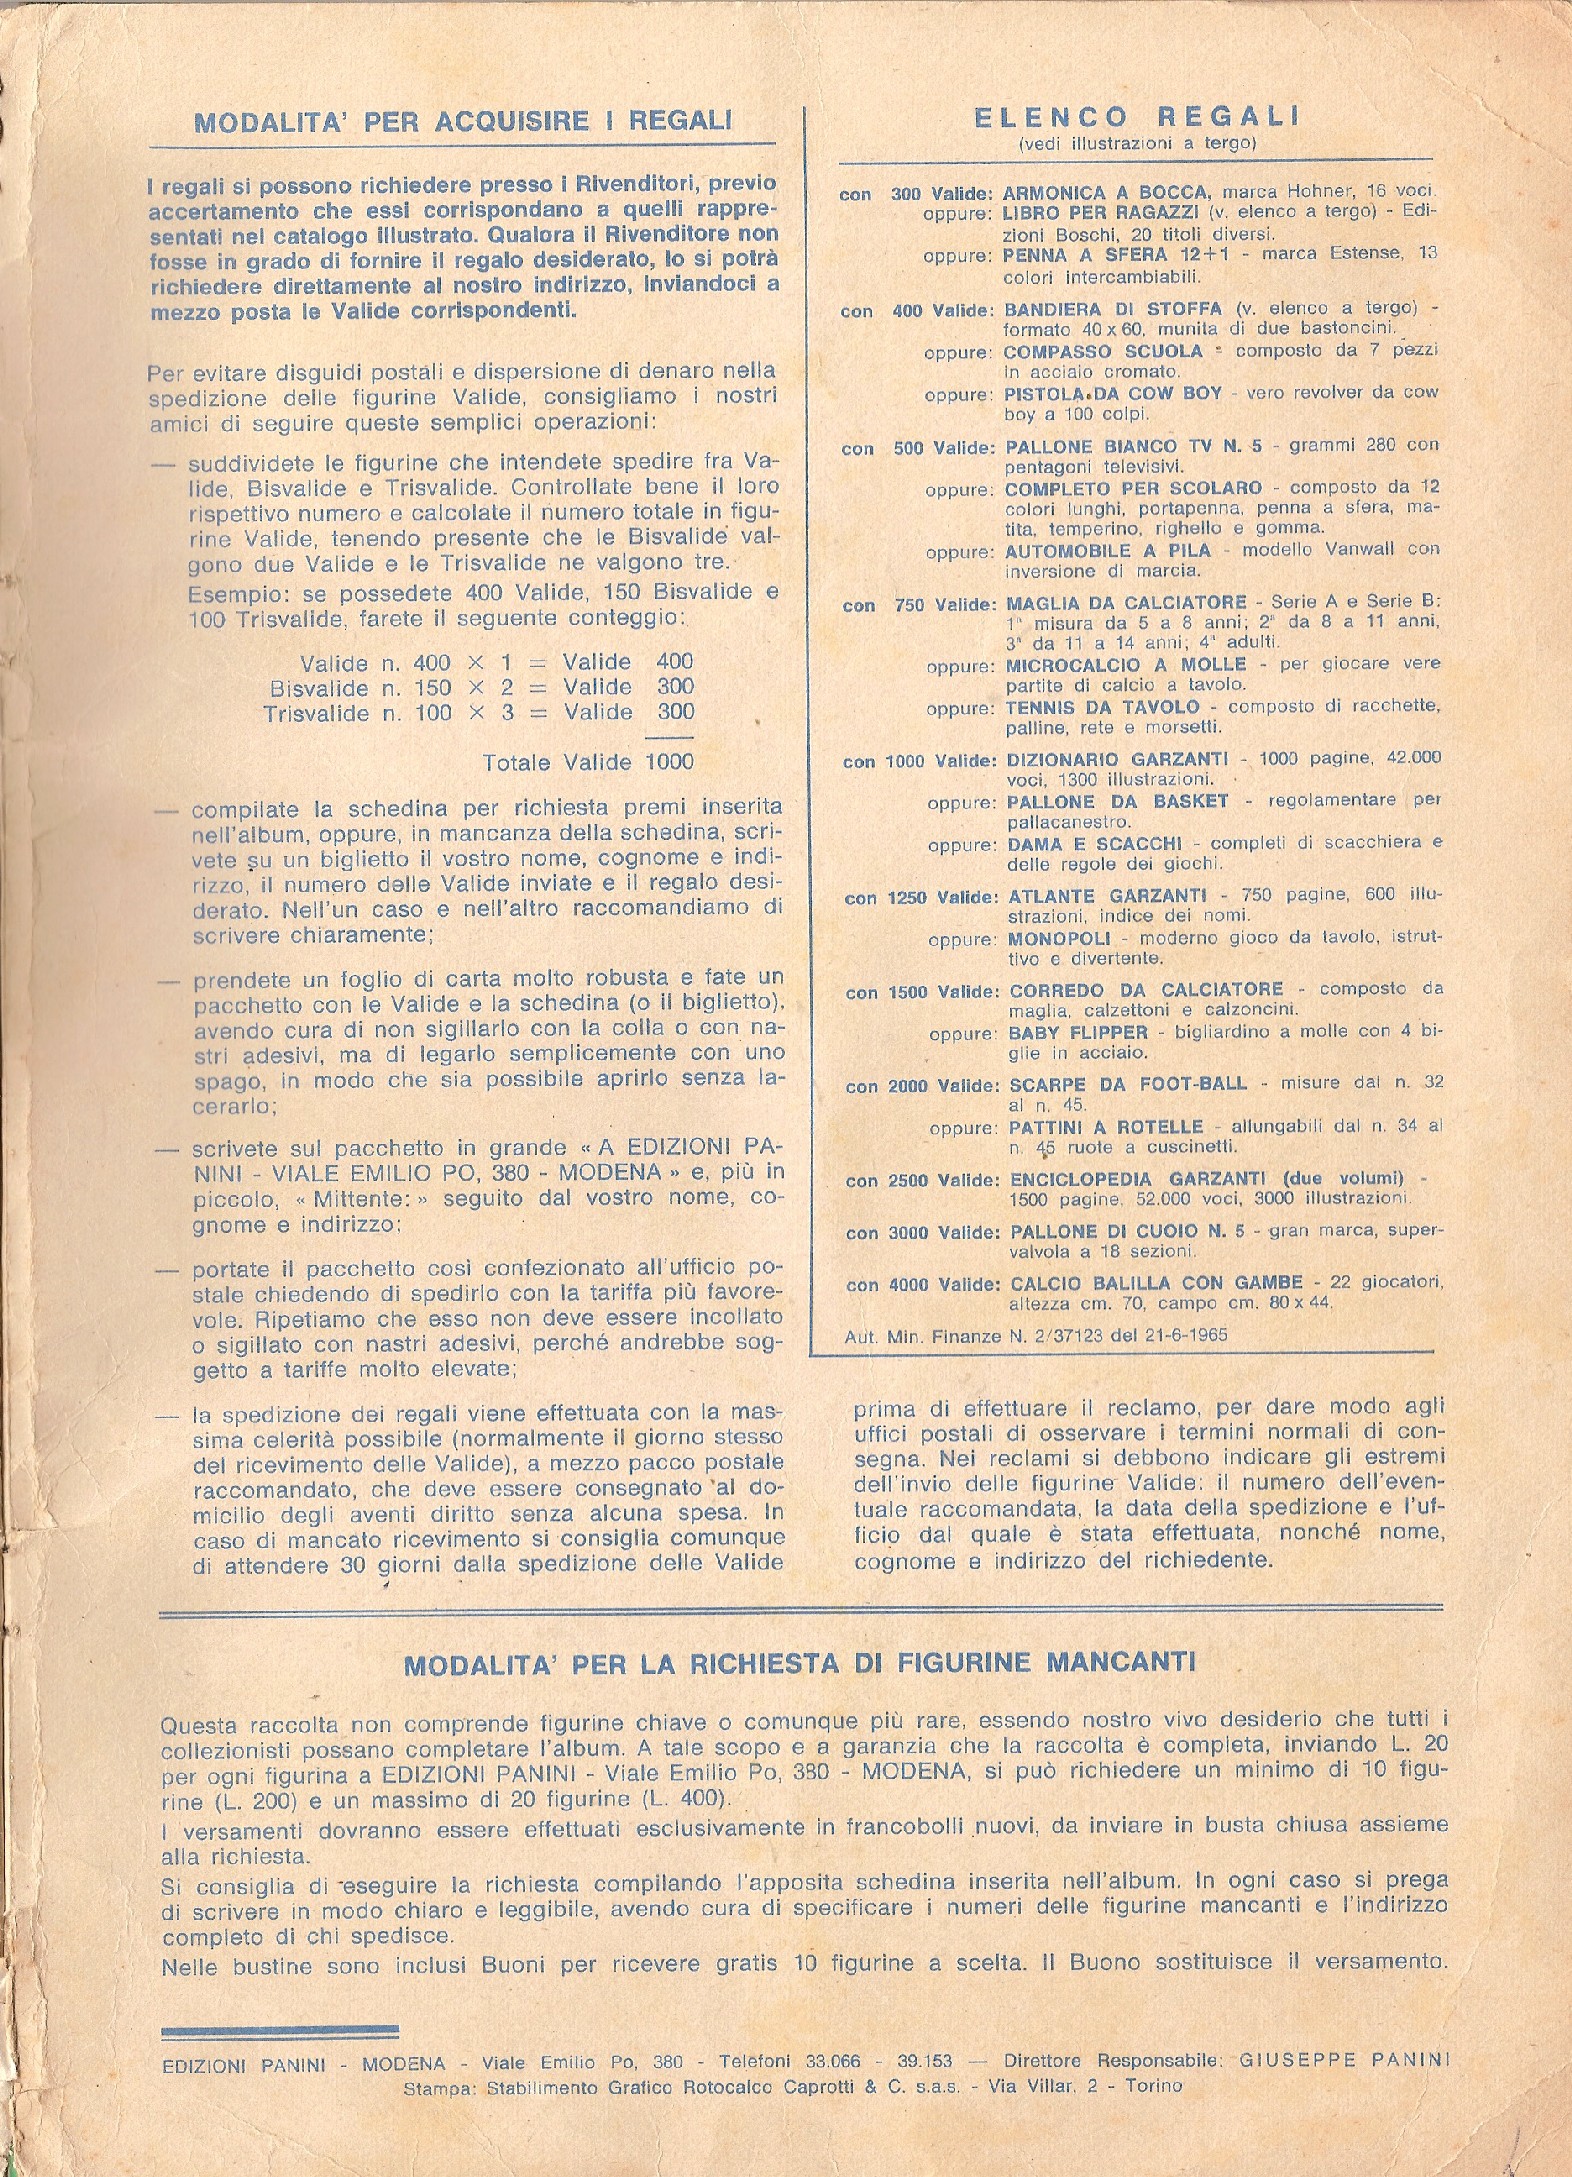 MODALITA' PER ACQUISIRE I REGALI
I regali si possono richiedere presso i Rivenditori, previo
accertamento che essi corrispondano a quelli rappre-
sentati nel catalogo illustrato. Qualora il Rivenditore non
fosse in grado di fornire il regalo desiderato, lo si potrà
richiedere direttamente al nostro indirizzo, inviandoci a
mezzo posta le Valide corrispondenti.
Per evitare disguidi postali e dispersione di denaro nella
spedizione delle figurine Valide, consigliamo i nostri
amici di seguire queste semplici operazioni:
— suddividete le figurine che intendete spedire fra Va-
lide, Bisvalide e Trisvalide. Controllate bene il loro
rispettivo numero e calcolate il numero totale in figu-
rine Valide, tenendo presente che le Bisvalide val-
gono due Valide e le Trisvalide ne valgono tre.
Esempio: se possedete 400 Valide, 150 Bisvalide e
100 Trisvalide, farete il seguente conteggio:
Valide n. 400 × 1 = Valide 400
Bisvalide n. 150 × 2 = Valide 300
Trisvalide n. 100 × 3 = Valide 300
Totale Valide 1000
— compilate la schedina per richiesta premi inserita
nell'album, oppure, in mancanza della schedina, scri-
vete su un biglietto il vostro nome, cognome e indi-
rizzo, il numero delle Valide inviate e il regalo desi-
derato. Nell'un caso e nell'altro raccomandiamo di
scrivere chiaramente;
— prendete un foglio di carta molto robusta e fate un
pacchetto con le Valide e la schedina (o il biglietto),
avendo cura di non sigillarlo con la colla o con na-
stri adesivi, ma di legarlo semplicemente con uno
spago, in modo che sia possibile aprirlo senza la-
cerarlo;
— scrivete sul pacchetto in grande « A EDIZIONI PA-
NINI - VIALE EMILIO PO, 380 - MODENA » e, più in
piccolo, « Mittente: » seguito dal vostro nome, co-
gnome e indirizzo;
— portate il pacchetto così confezionato all'ufficio po-
stale chiedendo di spedirlo con la tariffa più favore-
vole. Ripetiamo che esso non deve essere incollato
o sigillato con nastri adesivi, perché andrebbe sog-
getto a tariffe molto elevate;
— la spedizione dei regali viene effettuata con la mas-
sima celerità possibile (normalmente il giorno stesso
del ricevimento delle Valide), a mezzo pacco postale
raccomandato, che deve essere consegnato al do-
micilio degli aventi diritto senza alcuna spesa. In
caso di mancato ricevimento si consiglia comunque
di attendere 30 giorni dalla spedizione delle Valide
ELENCO REGALI
(vedi illustrazioni a tergo)
con 300 Valide: ARMONICA A BOCCA, marca Hohner, 16 voci.
oppure: LIBRO PER RAGAZZI (v. elenco a tergo) - Edi-
zioni Boschi, 20 titoli diversi.
oppure: PENNA A SFERA 12+1 - marca Estense, 13
colori intercambiabili.
con 400 Valide: BANDIERA DI STOFFA (v. elenco a tergo) -
formato 40 x 60, munita di due bastoncini.
oppure: COMPASSO SCUOLA - composto da 7 pezzi
in acciaio cromato.
oppure: PISTOLA DA COW BOY - vero revolver da cow
boy a 100 colpi.
con 500 Valide: PALLONE BIANCO TV N. 5 - grammi 280 con
pentagoni televisivi.
oppure: COMPLETO PER SCOLARO - composto da 12
colori lunghi, portapenna, penna a sfera, ma-
tita, temperino, righello e gomma.
oppure: AUTOMOBILE A PILA - modello Vanwall con
inversione di marcia.
con 750 Valide: MAGLIA DA CALCIATORE - Serie A e Serie B:
1ª misura da 5 a 8 anni; 2ª da 8 a 11 anni,
3ª da 11 a 14 anni; 4ª adulti.
oppure: MICROCALCIO A MOLLE - per giocare vere
partite di calcio a tavolo.
oppure: TENNIS DA TAVOLO - composto di racchette,
palline, rete e morsetti.
con 1000 Valide: DIZIONARIO GARZANTI - 1000 pagine, 42.000
voci, 1300 illustrazioni.
oppure: PALLONE DA BASKET - regolamentare per
pallacanestro.
oppure: DAMA E SCACCHI - completi di scacchiera e
delle regole dei giochi.
con 1250 Valide: ATLANTE GARZANTI - 750 pagine, 600 illu-
strazioni, indice dei nomi.
oppure: MONOPOLI - moderno gioco da tavolo, istrut-
tivo e divertente.
con 1500 Valide: CORREDO DA CALCIATORE - composto da
maglia, calzettoni e calzoncini.
oppure: BABY FLIPPER - bigliardino a molle con 4 bi-
glie in acciaio.
con 2000 Valide: SCARPE DA FOOT-BALL - misure dal n. 32
al n. 45.
oppure: PATTINI A ROTELLE - allungabili dal n. 34 al
n. 45 ruote a cuscinetti.
con 2500 Valide: ENCICLOPEDIA GARZANTI (due volumi) -
1500 pagine, 52.000 voci, 3000 illustrazioni.
con 3000 Valide: PALLONE DI CUOIO N. 5 - gran marca, super-
valvola a 18 sezioni.
con 4000 Valide: CALCIO BALILLA CON GAMBE - 22 giocatori,
altezza cm. 70, campo cm. 80 x 44.
Aut. Min. Finanze N. 2/37123 del 21-6-1965
prima di effettuare il reclamo, per dare modo agli
uffici postali di osservare i termini normali di con-
segna. Nei reclami si debbono indicare gli estremi
dell'invio delle figurine Valide: il numero dell'even-
tuale raccomandata, la data della spedizione e l'uf-
ficio dal quale è stata effettuata, nonché nome,
cognome e indirizzo del richiedente.
MODALITA' PER LA RICHIESTA DI FIGURINE MANCANTI
Questa raccolta non comprende figurine chiave o comunque più rare, essendo nostro vivo desiderio che tutti i
collezionisti possano completare l'album. A tale scopo e a garanzia che la raccolta è completa, inviando L. 20
per ogni figurina a EDIZIONI PANINI - Viale Emilio Po, 380 - MODENA, si può richiedere un minimo di 10 figu-
rine (L. 200) e un massimo di 20 figurine (L. 400).
I versamenti dovranno essere effettuati esclusivamente in francobolli nuovi, da inviare in busta chiusa assieme
alla richiesta.
Si consiglia di eseguire la richiesta compilando l'apposita schedina inserita nell'album. In ogni caso si prega
di scrivere in modo chiaro e leggibile, avendo cura di specificare i numeri delle figurine mancanti e l'indirizzo
completo di chi spedisce.
Nelle bustine sono inclusi Buoni per ricevere gratis 10 figurine a scelta. Il Buono sostituisce il versamento.
EDIZIONI PANINI - MODENA - Viale Emilio Po, 380 - Telefoni 33.066 - 39.153 — Direttore Responsabile: GIUSEPPE PANINI
Stampa: Stabilimento Grafico Rotocalco Caprotti & C. s.a.s. - Via Villar, 2 - Torino